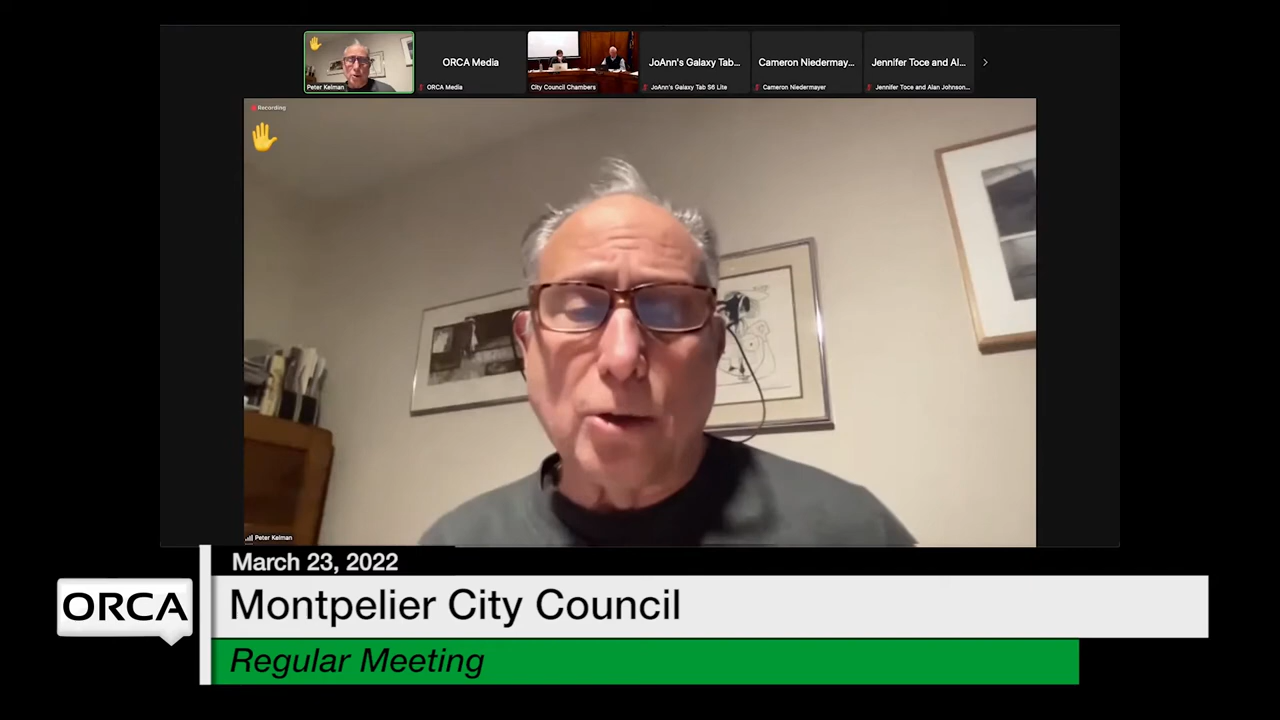 ORCA Media
JoAnn's Galaxy Tab...
Cameron Niedermay...
Jennifer Toce and Al...
Peter Kelman
ORCA Media
City Council Chambers
JoAnn's Galaxy Tab S6 Lite
Cameron Niedermayer
Jennifer Toce and Alan Johnson...
Recording
Peter Kelman
March 23, 2022
ORCA
Montpelier City Council
Regular Meeting